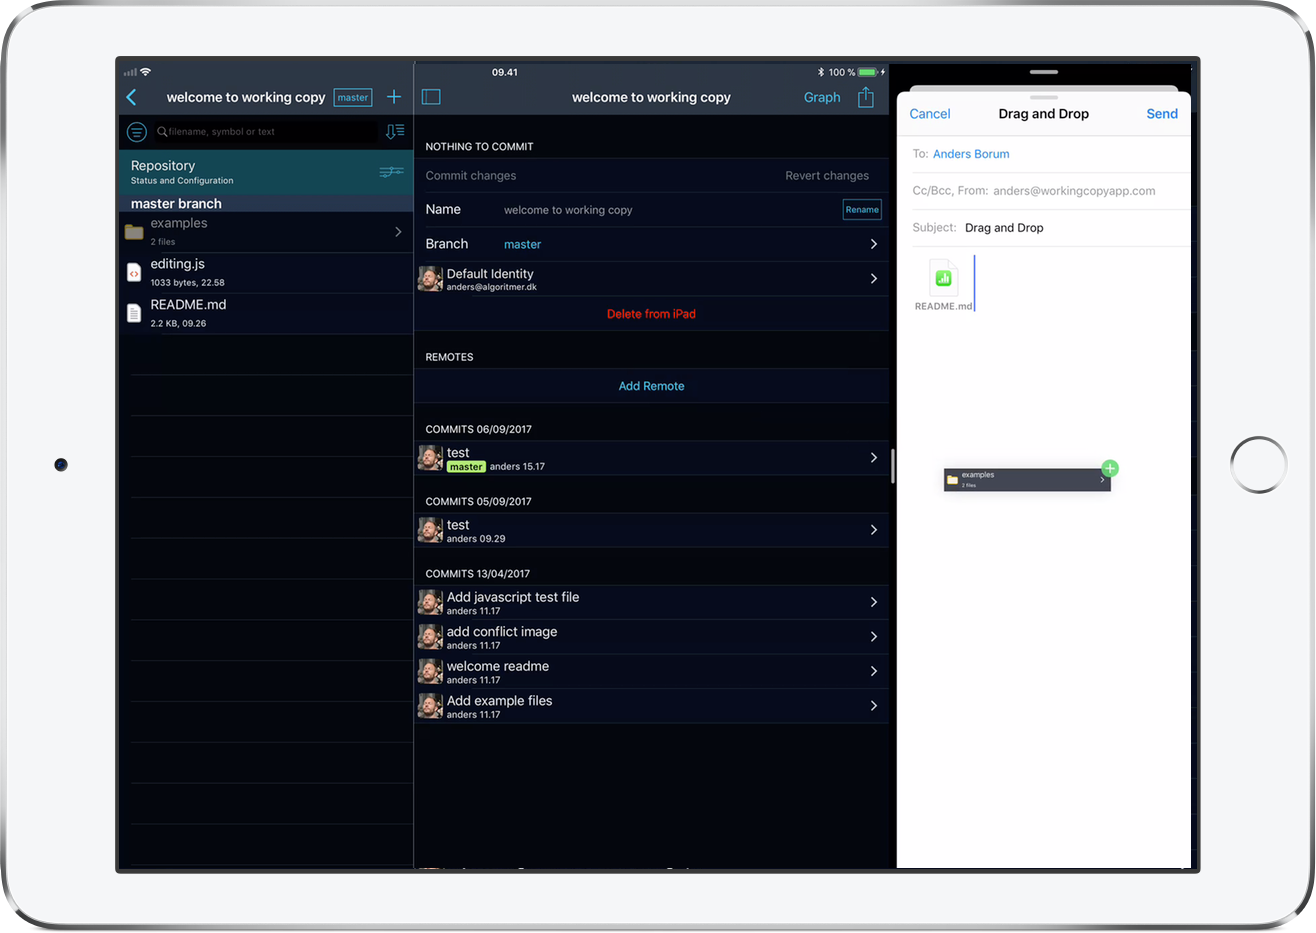 welcome to working copy master
filename, symbol or text
Repository
Status and Configuration
master branch
examples
2 files
editing.js
1033 bytes, 22.58
README.md
2.2 KB, 09.26
09.41
100 %
welcome to working copy
Graph
NOTHING TO COMMIT
Commit changes
Revert changes
Name
welcome to working copy
Rename
Branch
master
Default Identity
anders@algoritmer.dk
Delete from iPad
REMOTES
Add Remote
COMMITS 06/09/2017
test
master anders 15.17
COMMITS 05/09/2017
test
anders 09.29
COMMITS 13/04/2017
Add javascript test file
anders 11.17
add conflict image
anders 11.17
welcome readme
anders 11.17
Add example files
anders 11.17
Cancel
Drag and Drop
Send
To: Anders Borum
Cc/Bcc, From: anders@workingcopyapp.com
Subject: Drag and Drop
README.md
examples
2 files